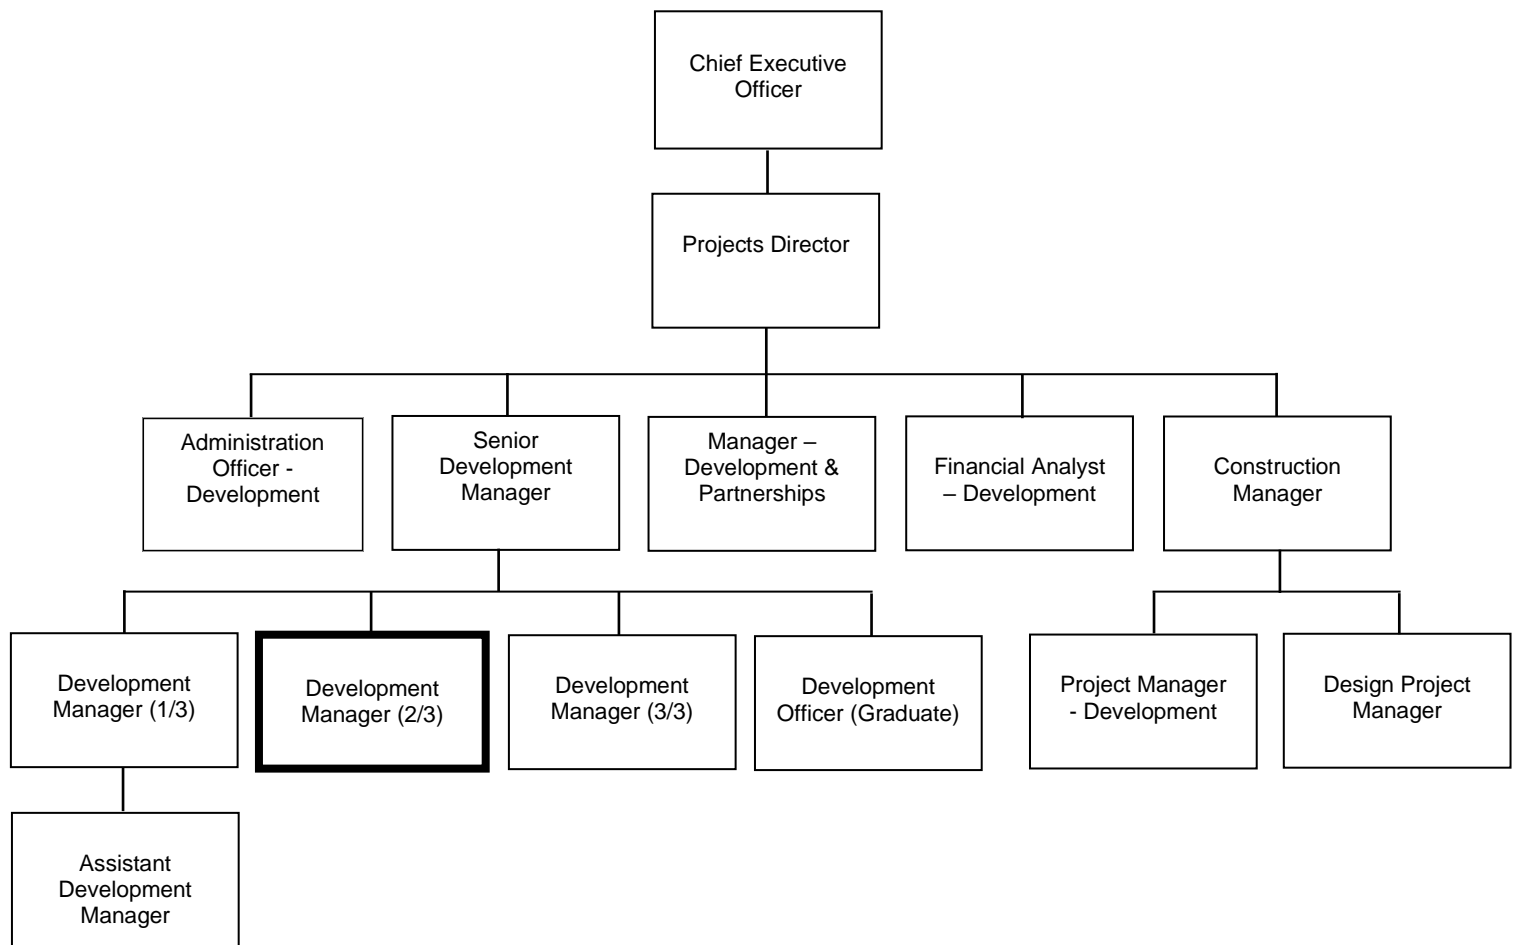 Chief Executive
Officer
Projects Director
Administration
Officer -
Development
Senior
Development
Manager
Manager –
Development &
Partnerships
Financial Analyst
– Development
Construction
Manager
Development
Manager (1/3)
Development
Manager (2/3)
Development
Manager (3/3)
Development
Officer (Graduate)
Project Manager
- Development
Design Project
Manager
Assistant
Development
Manager